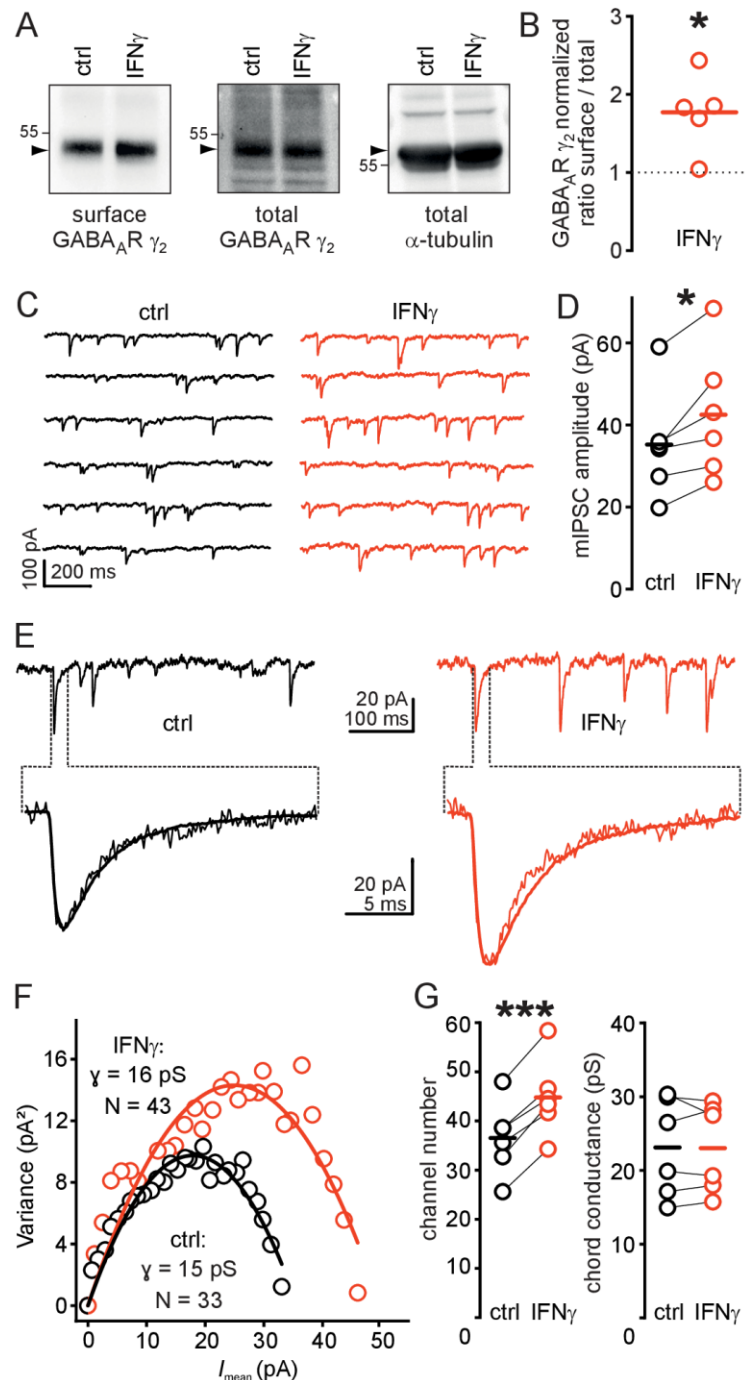 A
ctrl
IFNγ
55
surface
GABAAR γ2
ctrl
IFNγ
55
total
GABAAR γ2
ctrl
IFNγ
55
total
α-tubulin
B
GABAAR γ2 normalized
ratio surface / total
3
2
1
0
*
IFNγ
C
ctrl
IFNγ
100 pA
200 ms
D
*
mIPSC amplitude (pA)
60
40
20
0
ctrl
IFNγ
E
ctrl
20 pA
100 ms
IFNγ
20 pA
5 ms
F
IFNγ:
γ = 16 pS
N = 43
ctrl:
γ = 15 pS
N = 33
Variance (pA²)
16
12
8
4
0
0
10
20
30
40
50
Imean (pA)
G
***
channel number
60
50
40
30
20
10
0
ctrl
IFNγ
chord conductance (pS)
40
30
20
10
0
ctrl
IFNγ